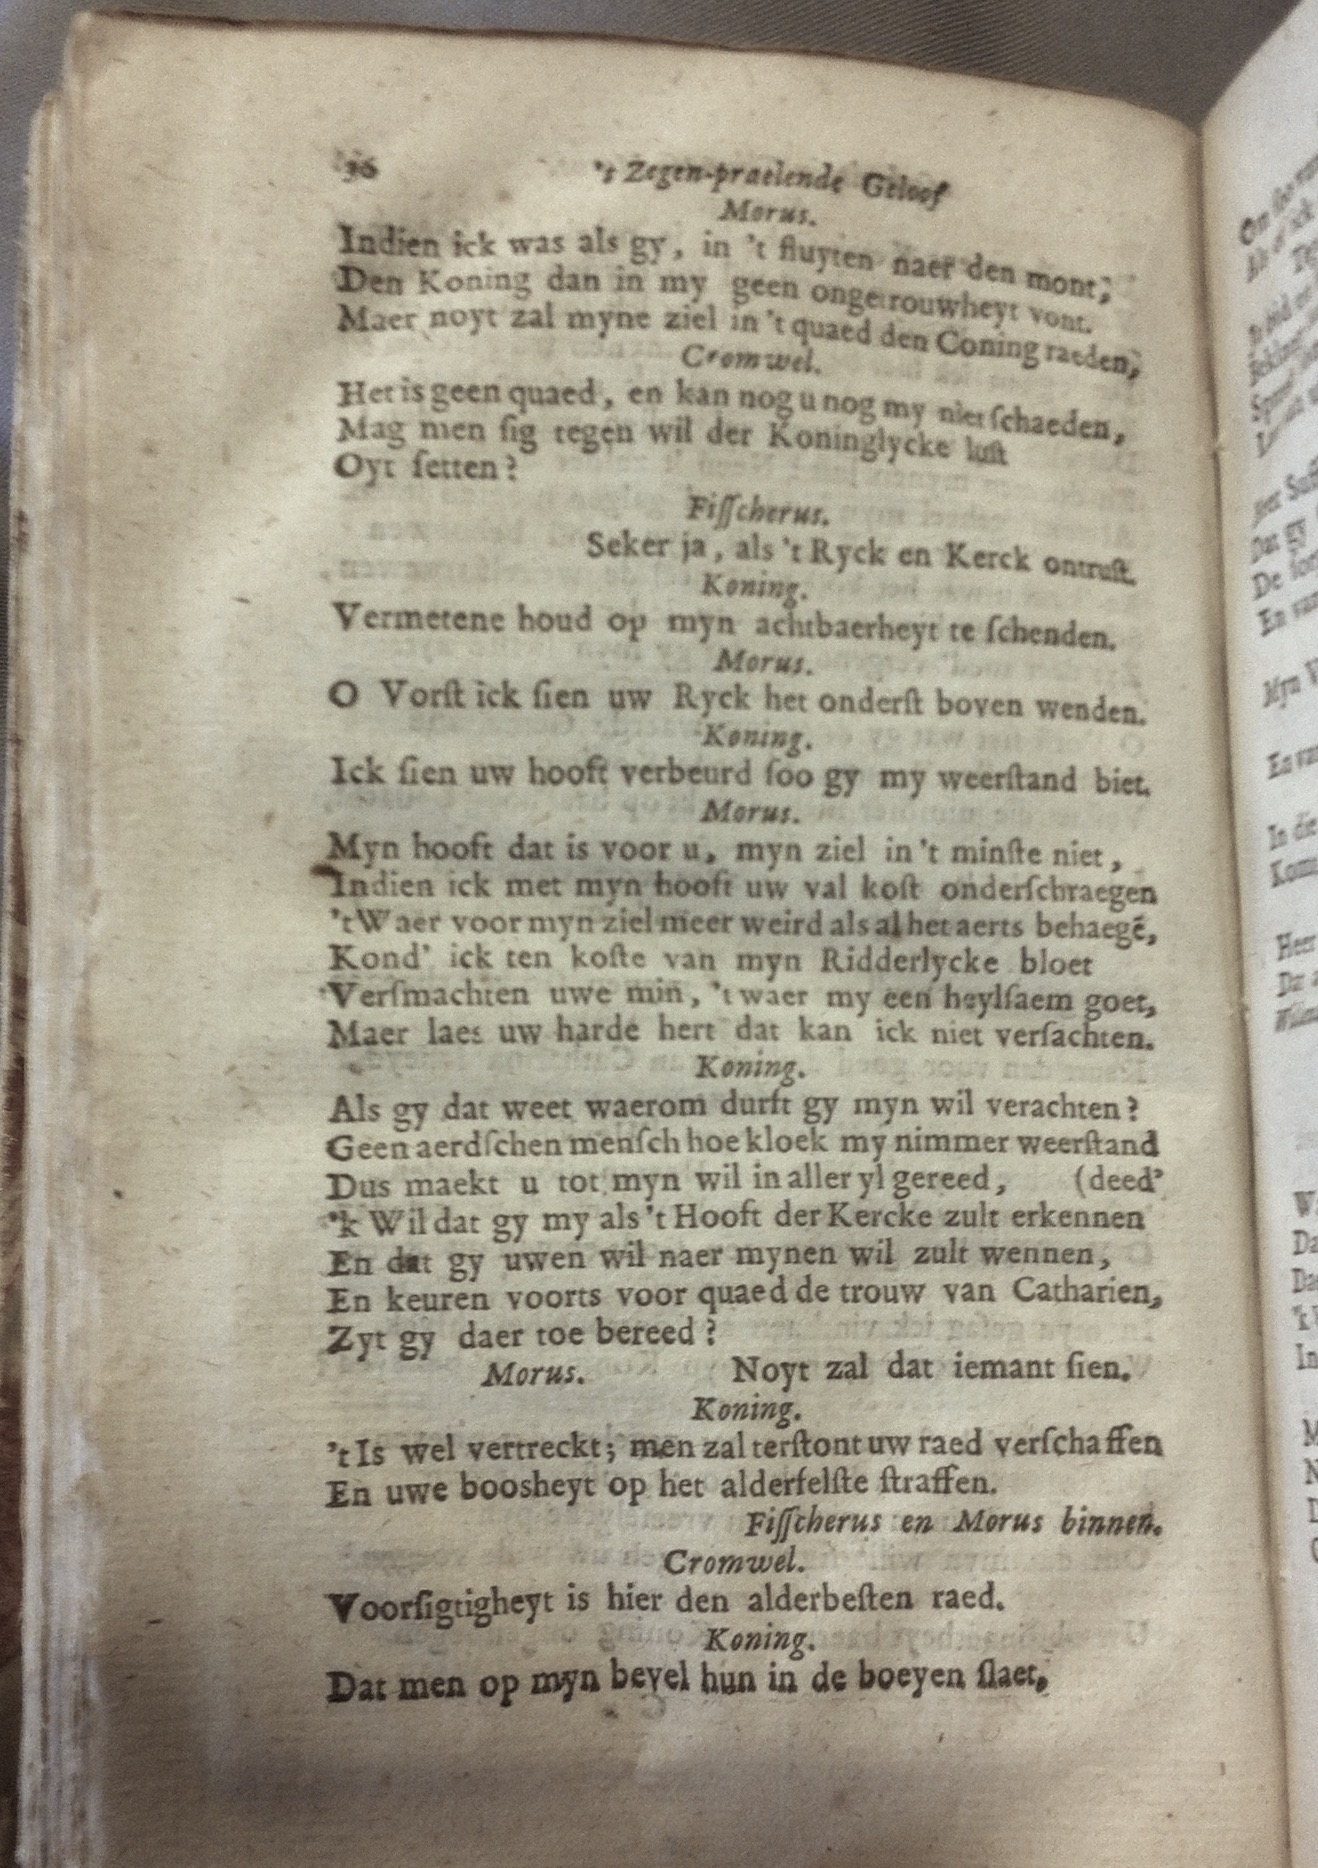 36 't Zegen-praelende Geloof
Morus.
Indien ick was als gy, in 't fluyten naer den mont,
Den Koning dan in my geen ongetrouwheyt vont.
Maer noyt zal myne ziel in 't quaed den Coning raeden,
Cromwel.
Het is geen quaed, en kan nog u nog my niet ſchaeden,
Mag men ſig tegen wil der Koninglycke luſt
Oyt ſetten?
Fiſſcherus.
Seker ja, als 't Ryck en Kerck ontruſt.
Koning.
Vermetene houd op myn achtbaerheyt te ſchenden.
Morus.
O Vorſt ick ſien uw Ryck het onderſt boven wenden.
Koning.
Ick ſien uw hooft verbeurd ſoo gy my weerſtand biet.
Morus.
Myn hooft dat is voor u, myn ziel in 't minſte niet,
Indien ick met myn hooft uw val koſt onderſchraegen
't Waer voor myn ziel meer weird als al het aerts behaegē,
Kond' ick ten koſte van myn Ridderlycke bloet
Verſmachten uwe min, 't waer my een heylſaem goet,
Maer laes uw harde hert dat kan ick niet verſachten.
Koning.
Als gy dat weet waerom durft gy myn wil verachten?
Geen aerdſchen menſch hoe kloek my nimmer weerſtand
Dus maekt u tot myn wil in aller yl gereed, (deed'
'k Wil dat gy my als 't Hooft der Kercke zult erkennen
En dat gy uwen wil naer mynen wil zult wennen,
En keuren voorts voor quaed de trouw van Catharien,
Zyt gy daer toe bereed?
Morus. Noyt zal dat iemant ſien.
Koning.
't Is wel vertreckt; men zal terſtont uw raed verſchaffen
En uwe boosheyt op het alderfelſte ſtraffen.
Fiſſcherus en Morus binnen.
Cromwel.
Voorſigtigheyt is hier den alderbeſten raed.
Koning.
Dat men op myn bevel hun in de boeyen ſlaet,